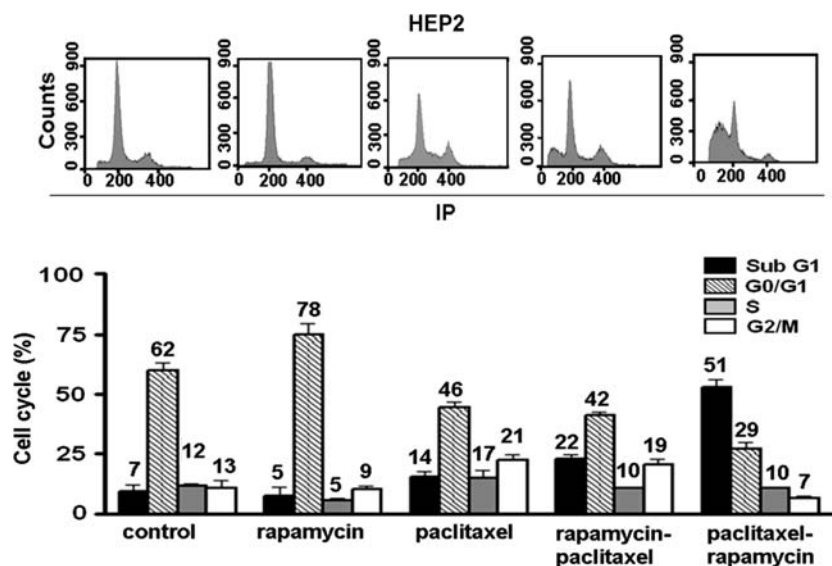 HEP2
Counts
0 300 600 900
0 300 600 900
0 300 600 900
0 300 600 900
0 300 600 900
0 200 400
0 200 400
0 200 400
0 200 400
0 200 400
IP
Cell cycle (%)
100
75
50
25
0
Sub G1
G0/G1
S
G2/M
7 62 12 13
5 78 5 9
14 46 17 21
22 42 10 19
51 29 10 7
control
rapamycin
paclitaxel
rapamycin-
paclitaxel
paclitaxel-
rapamycin